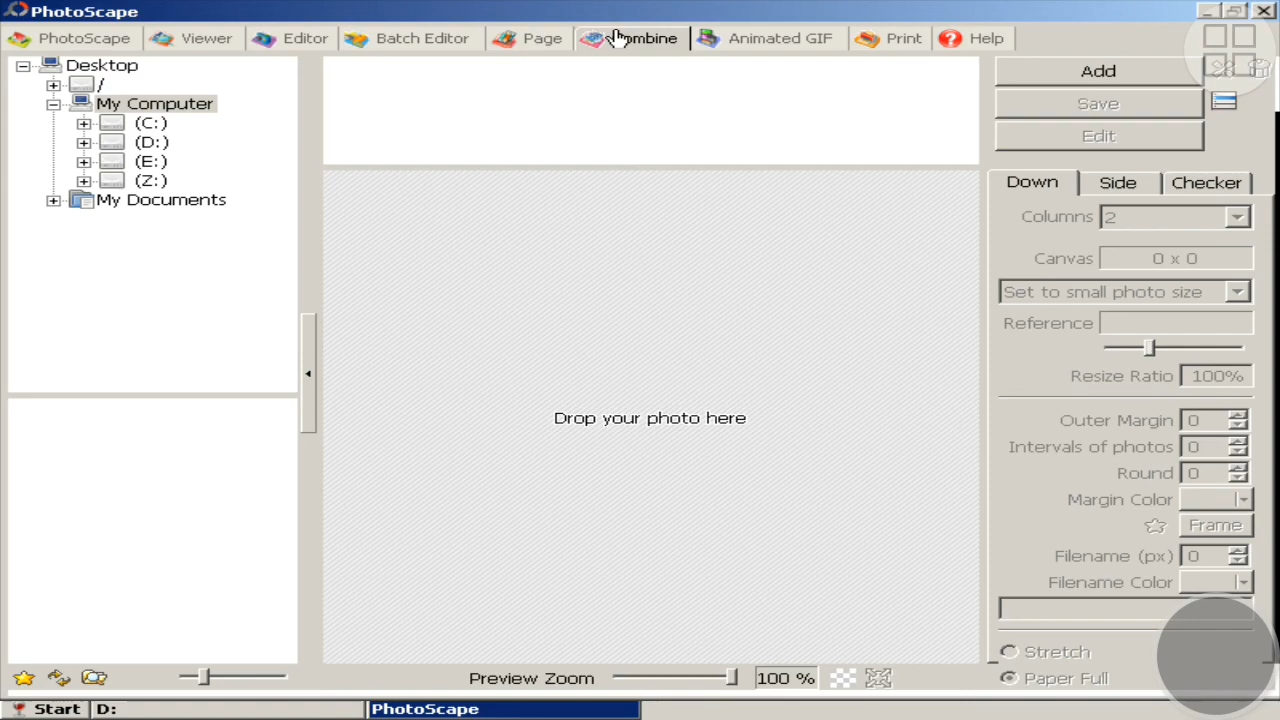 PhotoScape
PhotoScape Viewer Editor Batch Editor Page Combine Animated GIF Print Help
Desktop
/
My Computer
(C:)
(D:)
(E:)
(Z:)
My Documents
Drop your photo here
Preview Zoom 100 %
Add
Save
Edit
Down Side Checker
Columns 2
Canvas 0 x 0
Set to small photo size
Reference
Resize Ratio 100%
Outer Margin 0
Intervals of photos 0
Round 0
Margin Color
Frame
Filename (px) 0
Filename Color
Stretch
Paper Full
Start D: PhotoScape